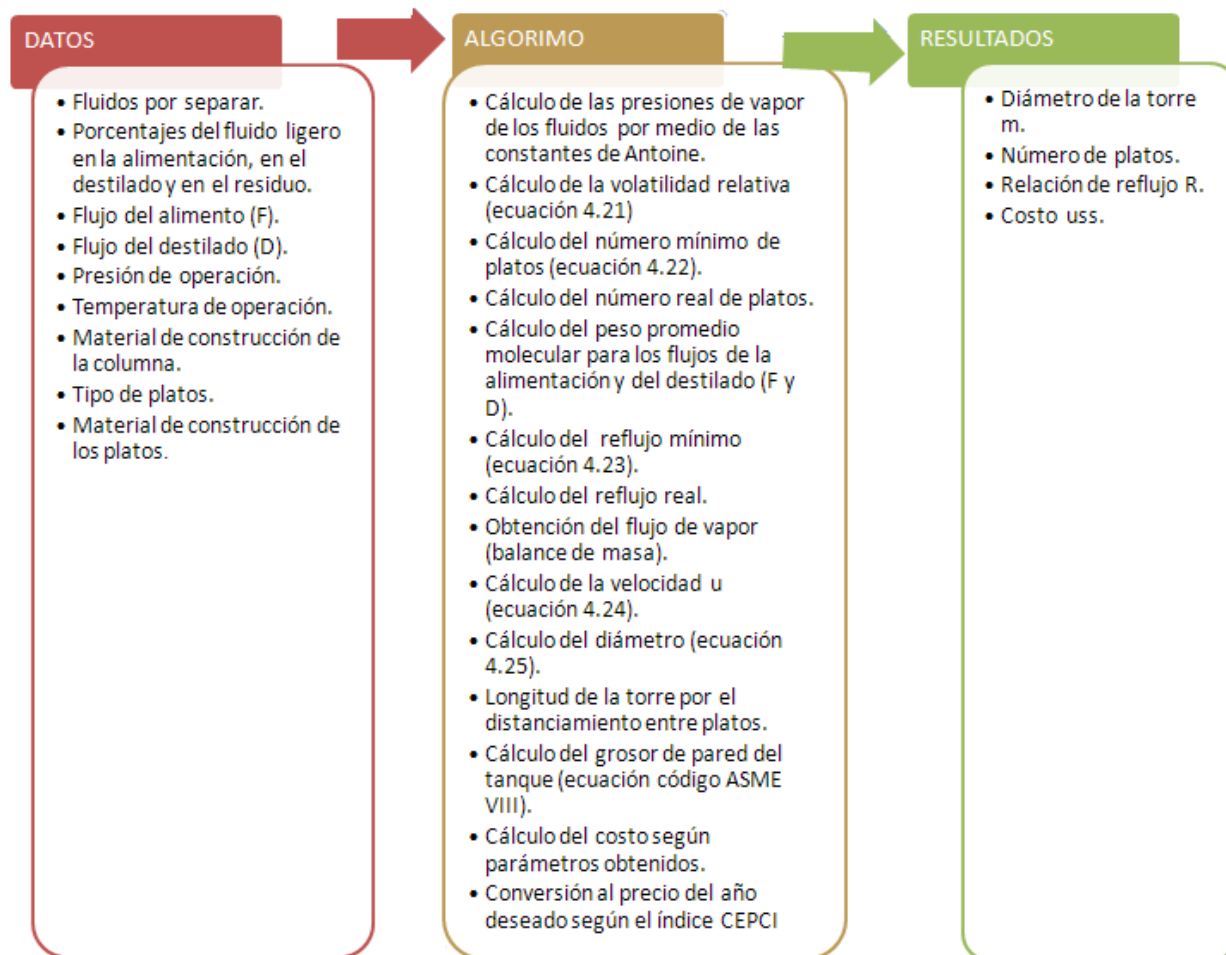 DATOS
• Fluidos por separar.
• Porcentajes del fluido ligero
en la alimentación, en el
destilado y en el residuo.
• Flujo del alimento (F).
• Flujo del destilado (D).
• Presión de operación.
• Temperatura de operación.
• Material de construcción de
la columna.
• Tipo de platos.
• Material de construcción de
los platos.
ALGORIMO
• Cálculo de las presiones de vapor
de los fluidos por medio de las
constantes de Antoine.
• Cálculo de la volatilidad relativa
(ecuación 4.21)
• Cálculo del número mínimo de
platos (ecuación 4.22).
• Cálculo del número real de platos.
• Cálculo del peso promedio
molecular para los flujos de la
alimentación y del destilado (F y
D).
• Cálculo del reflujo mínimo
(ecuación 4.23).
• Cálculo del reflujo real.
• Obtención del flujo de vapor
(balance de masa).
• Cálculo de la velocidad u
(ecuación 4.24).
• Cálculo del diámetro (ecuación
4.25).
• Longitud de la torre por el
distanciamiento entre platos.
• Cálculo del grosor de pared del
tanque (ecuación código ASME
VIII).
• Cálculo del costo según
parámetros obtenidos.
• Conversión al precio del año
deseado según el índice CEPCI
RESULTADOS
• Diámetro de la torre
m.
• Número de platos.
• Relación de reflujo R.
• Costo uss.